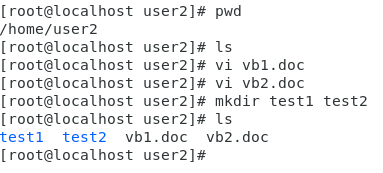 [root@localhost user2]# pwd
/home/user2
[root@localhost user2]# ls
[root@localhost user2]# vi vb1.doc
[root@localhost user2]# vi vb2.doc
[root@localhost user2]# mkdir test1 test2
[root@localhost user2]# ls
test1  test2  vb1.doc  vb2.doc
[root@localhost user2]#